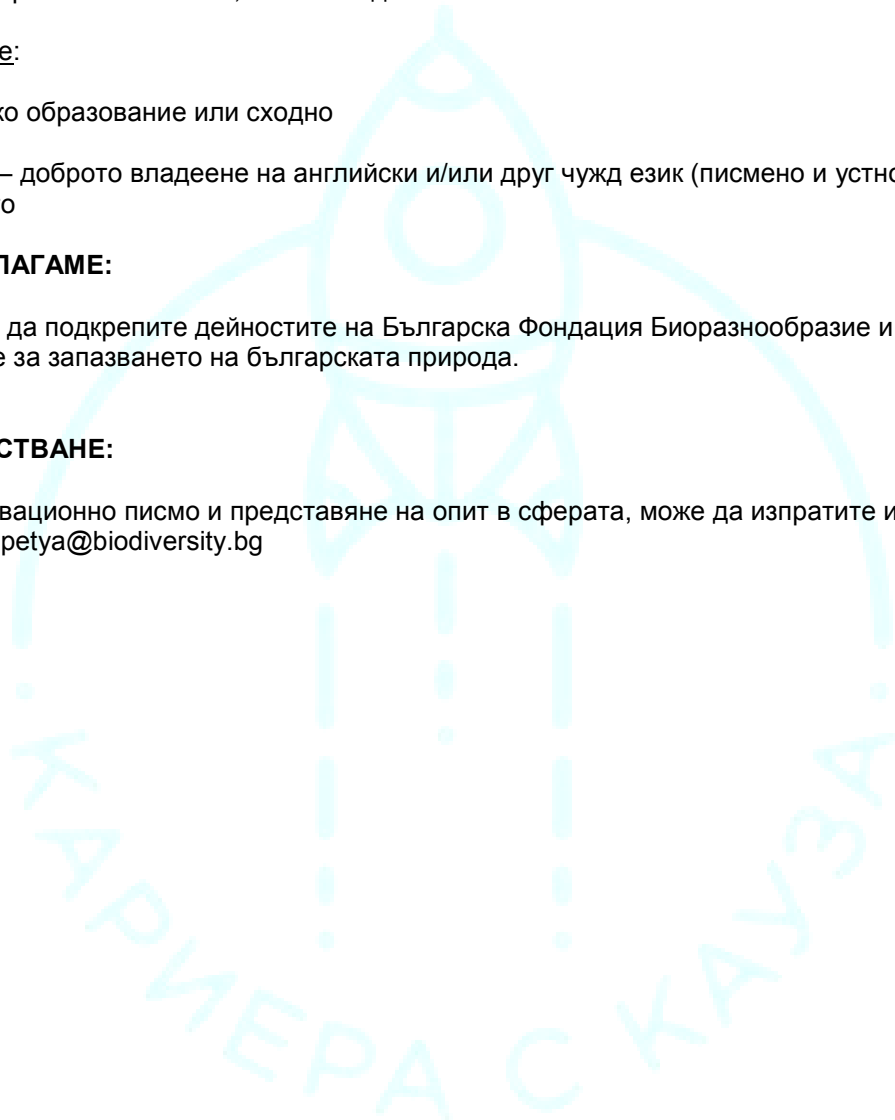 е:
ко образование или сходно
– доброто владеене на английски и/или друг чужд език (писмено и устно
о
ЛАГАМЕ:
да подкрепите дейностите на Българска Фондация Биоразнообразие и
е за запазването на българската природа.
СТВАНЕ:
вационно писмо и представяне на опит в сферата, може да изпратите и
petya@biodiversity.bg
КАРИЕРА С КАУЗА